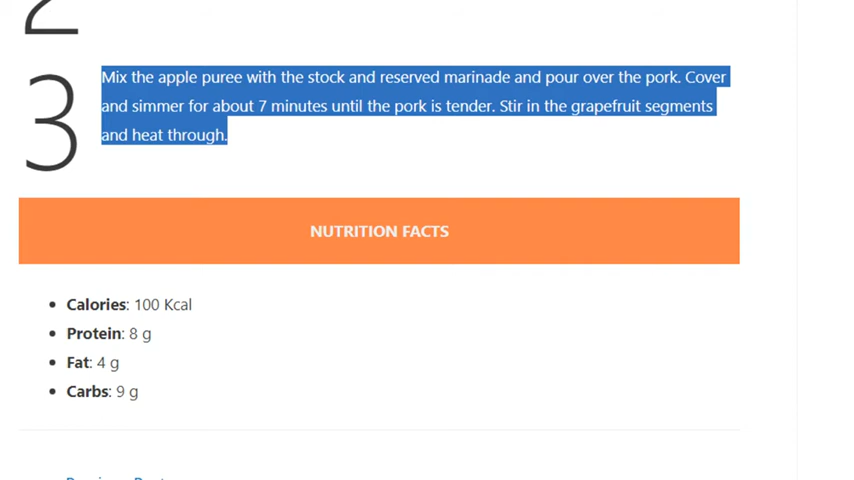 2
3
Mix the apple puree with the stock and reserved marinade and pour over the pork. Cover
and simmer for about 7 minutes until the pork is tender. Stir in the grapefruit segments
and heat through.
NUTRITION FACTS
• Calories: 100 Kcal
• Protein: 8 g
• Fat: 4 g
• Carbs: 9 g